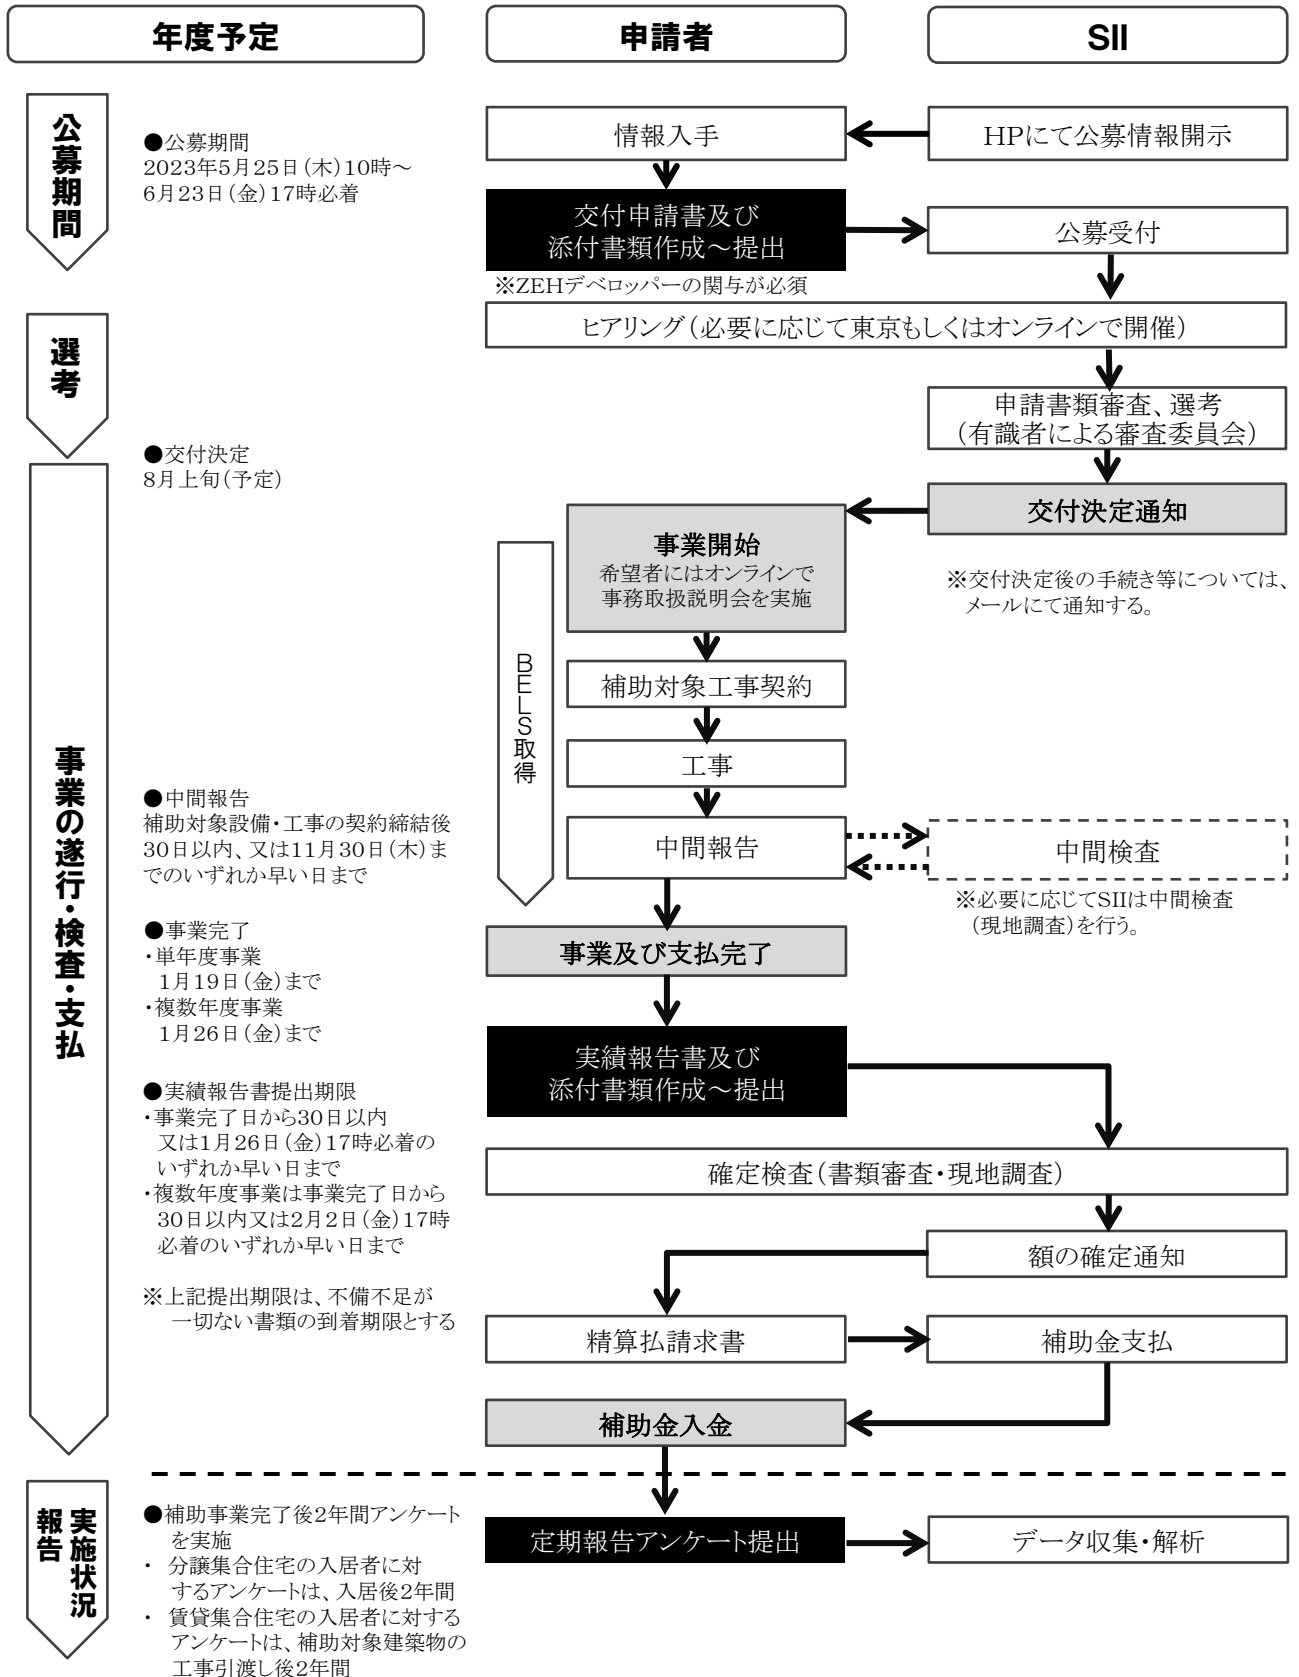 年度予定
申請者
SII
公募期間
●公募期間
2023年5月25日(木)10時~
6月23日(金)17時必着
情報入手
HPにて公募情報開示
交付申請書及び
添付書類作成~提出
公募受付
※ZEHデベロッパーの関与が必須
ヒアリング(必要に応じて東京もしくはオンラインで開催)
選考
申請書類審査、選考
(有識者による審査委員会)
●交付決定
8月上旬(予定)
交付決定通知
※交付決定後の手続き等については、
メールにて通知する。
事業の遂行・検査・支払
事業開始
希望者にはオンラインで
事務取扱説明会を実施
BELS取得
補助対象工事契約
工事
●中間報告
補助対象設備・工事の契約締結後
30日以内、又は11月30日(木)ま
でのいずれか早い日まで
中間報告
中間検査
※必要に応じてSIIは中間検査
(現地調査)を行う。
●事業完了
・単年度事業
1月19日(金)まで
・複数年度事業
1月26日(金)まで
事業及び支払完了
実績報告書及び
添付書類作成~提出
●実績報告書提出期限
・事業完了日から30日以内
又は1月26日(金)17時必着の
いずれか早い日まで
・複数年度事業は事業完了日から
30日以内又は2月2日(金)17時
必着のいずれか早い日まで
※上記提出期限は、不備不足が
一切ない書類の到着期限とする
確定検査(書類審査・現地調査)
額の確定通知
精算払請求書
補助金支払
補助金入金
実施状況
報告
●補助事業完了後2年間アンケート
を実施
・ 分譲集合住宅の入居者に対
するアンケートは、入居後2年間
・ 賃貸集合住宅の入居者に対する
アンケートは、補助対象建築物の
工事引渡し後2年間
定期報告アンケート提出
データ収集・解析